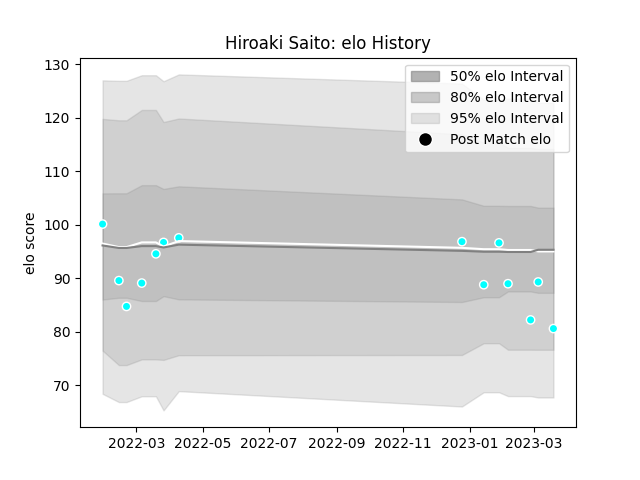 Hiroaki Saito: elo History
130
120
110
100
90
80
70
elo score
50% elo Interval
80% elo Interval
95% elo Interval
Post Match elo
2022-03
2022-05
2022-07
2022-09
2022-11
2023-01
2023-03